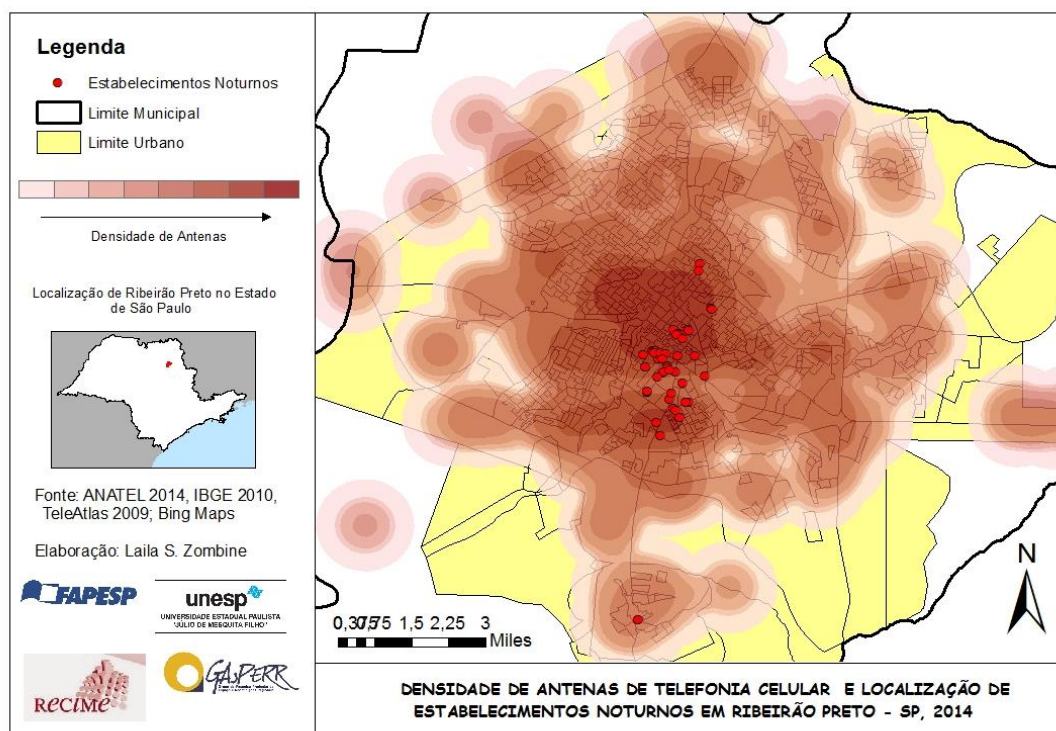 Legenda
Estabelecimentos Noturnos
Limite Municipal
Limite Urbano
Densidade de Antenas
Localização de Ribeirão Preto no Estado
de São Paulo
Fonte: ANATEL 2014, IBGE 2010,
TeleAtlas 2009; Bing Maps
Elaboração: Laila S. Zombine
FAPESP
unesp
UNIVERSIDADE ESTADUAL PAULISTA
"JÚLIO DE MESQUITA FILHO"
ReCiMe
GASPERR
N
0,3750,75 1,5 2,25 3
Miles
DENSIDADE DE ANTENAS DE TELEFONIA CELULAR E LOCALIZAÇÃO DE
ESTABELECIMENTOS NOTURNOS EM RIBEIRÃO PRETO - SP, 2014